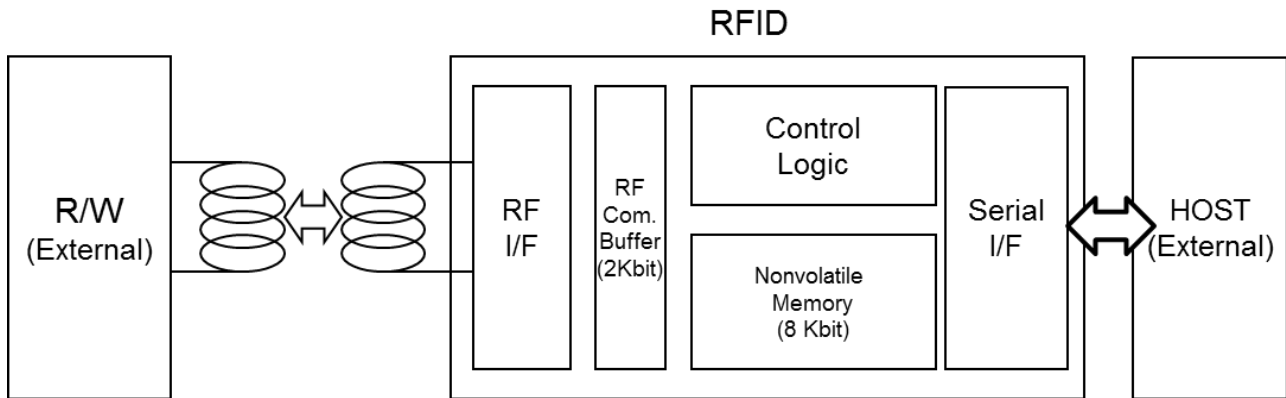 RFID
R/W
(External)
RF
I/F
RF
Com.
Buffer
(2Kbit)
Control
Logic
Nonvolatile
Memory
(8 Kbit)
Serial
I/F
HOST
(External)